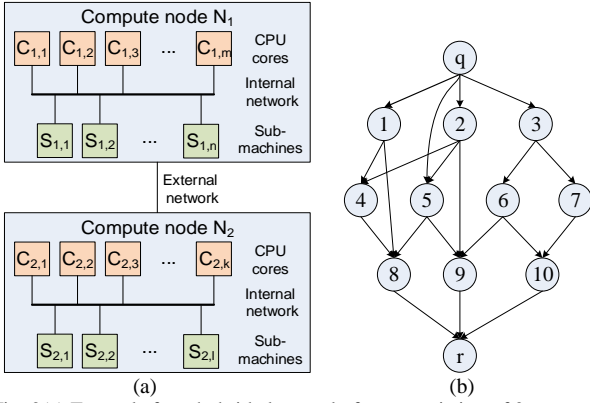 Compute node N1
C1,1 C1,2 C1,3 ... C1,m CPU cores
Internal network
S1,1 S1,2 ... S1,n Sub-machines
External network
Compute node N2
C2,1 C2,2 C2,3 ... C2,k CPU cores
Internal network
S2,1 S2,2 ... S2,l Sub-machines
(a)
q
1 2 3
4 5 6 7
8 9 10
r
(b)